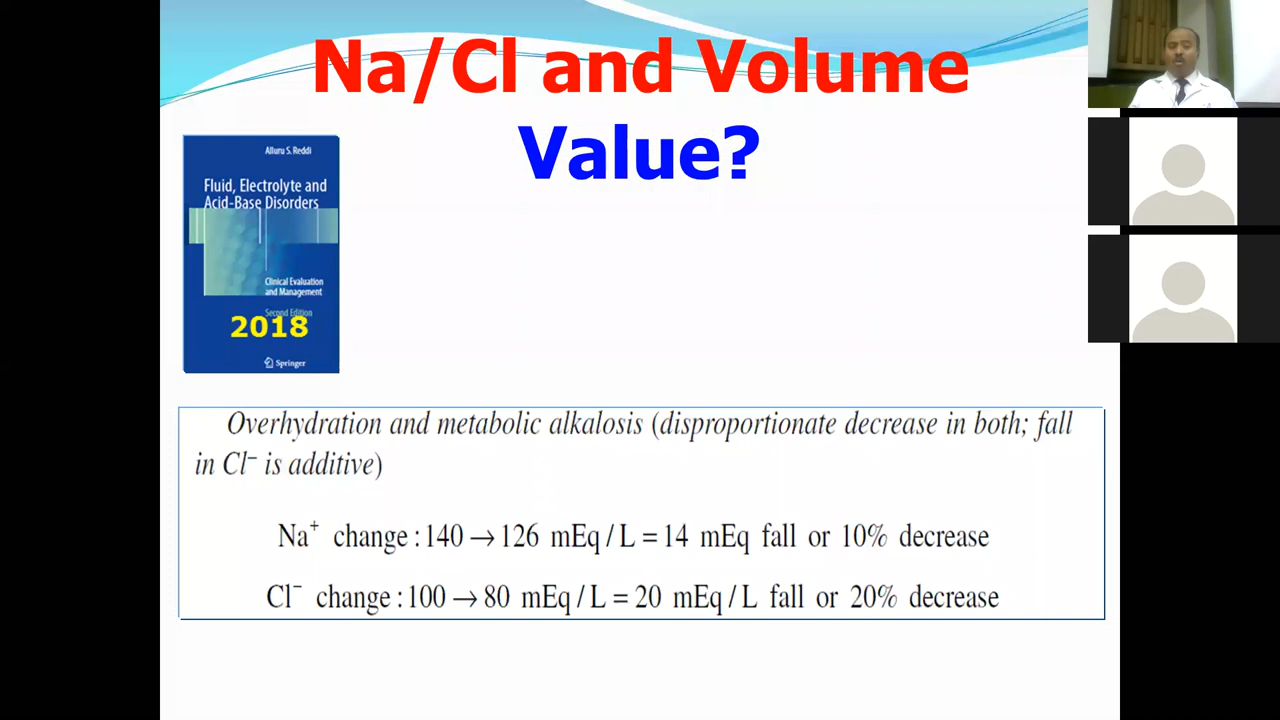 Na/Cl and Volume
Value?
Alluru S. Reddi
Fluid, Electrolyte and
Acid-Base Disorders
Clinical Evaluation
and Management
Second Edition
2018
Springer
Overhydration and metabolic alkalosis (disproportionate decrease in both; fall
in Cl⁻ is additive)
Na⁺ change : 140 → 126 mEq / L = 14 mEq fall or 10% decrease
Cl⁻ change : 100 → 80 mEq / L = 20 mEq / L fall or 20% decrease